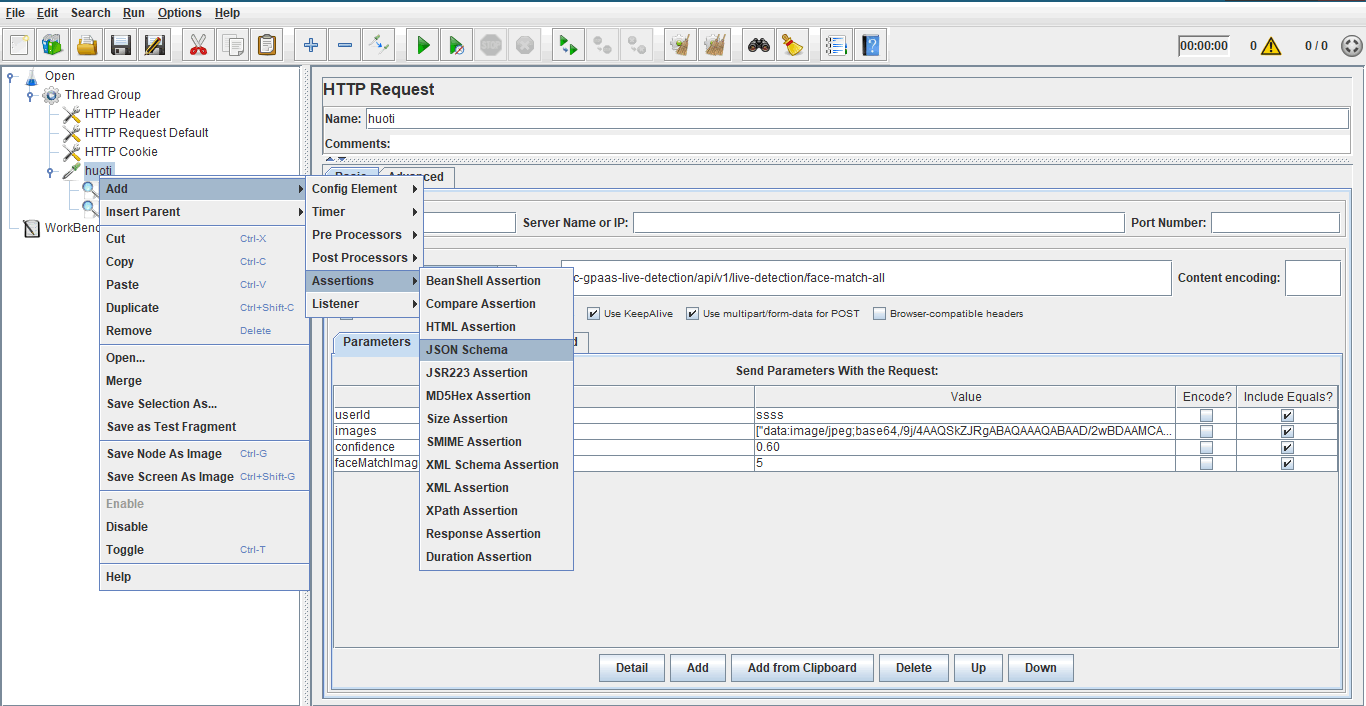 File Edit Search Run Options Help
STOP
00:00:00 0 0 / 0
Open
Thread Group
HTTP Header
HTTP Request Default
HTTP Cookie
huoti
WorkBenc
Add
Insert Parent
Cut Ctrl-X
Copy Ctrl-C
Paste Ctrl-V
Duplicate Ctrl+Shift-C
Remove Delete
Open...
Merge
Save Selection As...
Save as Test Fragment
Save Node As Image Ctrl-G
Save Screen As Image Ctrl+Shift-G
Enable
Disable
Toggle Ctrl-T
Help
Config Element
Timer
Pre Processors
Post Processors
Assertions
Listener
BeanShell Assertion
Compare Assertion
HTML Assertion
JSON Schema
JSR223 Assertion
MD5Hex Assertion
Size Assertion
SMIME Assertion
XML Schema Assertion
XML Assertion
XPath Assertion
Response Assertion
Duration Assertion
HTTP Request
Name: huoti
Comments:
Basic Advanced
Server Name or IP: Port Number:
c-gpaas-live-detection/api/v1/live-detection/face-match-all Content encoding:
Use KeepAlive Use multipart/form-data for POST Browser-compatible headers
Parameters d
Send Parameters With the Request:
Value Encode? Include Equals?
userId ssss
images ["data:image/jpeg;base64,/9j/4AAQSkZJRgABAQAAAQABAAD/2wBDAAMCA...
confidence 0.60
faceMatchImag 5
Detail Add Add from Clipboard Delete Up Down